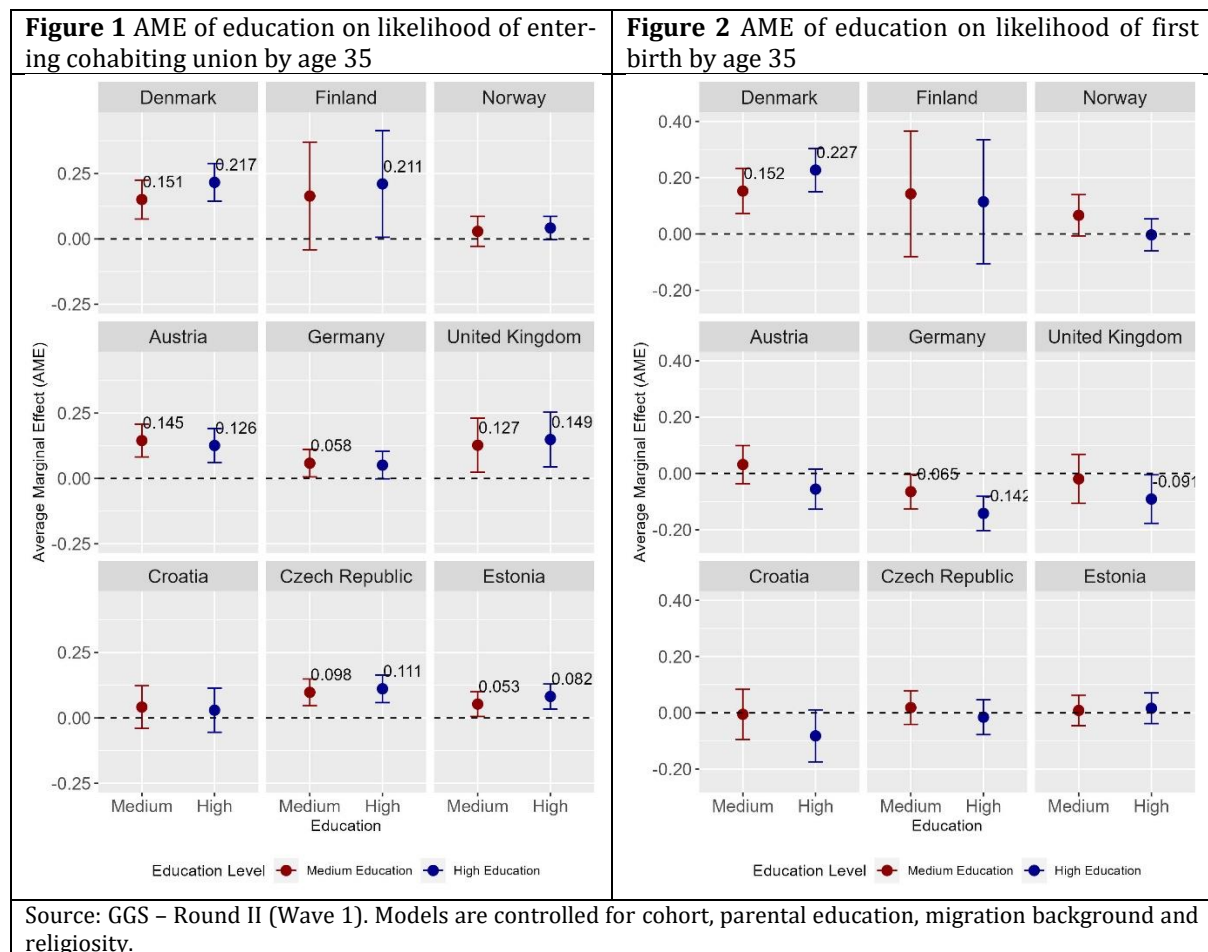 Figure 1 AME of education on likelihood of enter-
ing cohabiting union by age 35
Denmark Finland Norway
0.25
0.00
-0.25
0.151
0.217
0.211
Austria Germany United Kingdom
0.25
0.00
-0.25
0.145
0.126
0.058
0.127
0.149
Croatia Czech Republic Estonia
0.25
0.00
-0.25
0.098
0.111
0.053
0.082
Average Marginal Effect (AME)
Medium High Medium High Medium High
Education
Education Level Medium Education High Education
Figure 2 AME of education on likelihood of first
birth by age 35
Denmark Finland Norway
0.40
0.20
0.00
-0.20
0.152
0.227
Austria Germany United Kingdom
0.40
0.20
0.00
-0.20
-0.065
-0.142
-0.091
Croatia Czech Republic Estonia
0.40
0.20
0.00
-0.20
Average Marginal Effect (AME)
Medium High Medium High Medium High
Education
Education Level Medium Education High Education
Source: GGS – Round II (Wave 1). Models are controlled for cohort, parental education, migration background and
religiosity.